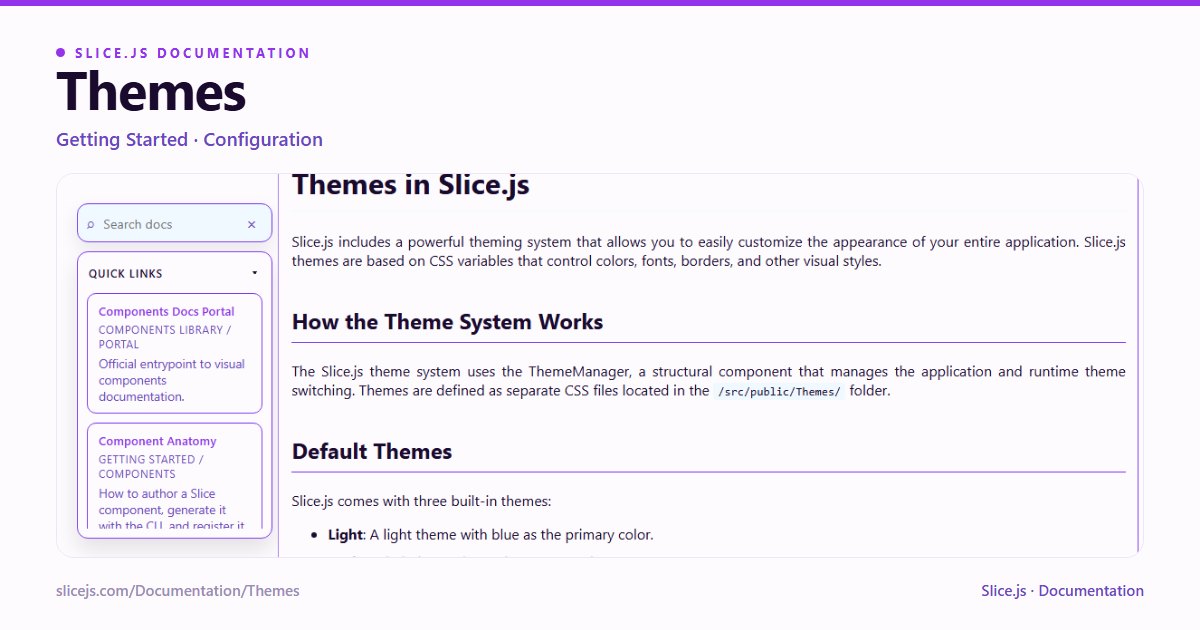 SLICE.JS DOCUMENTATION
Themes
Getting Started · Configuration
Search docs
QUICK LINKS
Components Docs Portal
COMPONENTS LIBRARY /
PORTAL
Official entrypoint to visual
components
documentation.
Component Anatomy
GETTING STARTED /
COMPONENTS
How to author a Slice
component, generate it
with the CLI, and register it
Themes in Slice.js
Slice.js includes a powerful theming system that allows you to easily customize the appearance of your entire application. Slice.js
themes are based on CSS variables that control colors, fonts, borders, and other visual styles.
How the Theme System Works
The Slice.js theme system uses the ThemeManager, a structural component that manages the application and runtime theme
switching. Themes are defined as separate CSS files located in the /src/public/Themes/ folder.
Default Themes
Slice.js comes with three built-in themes:
• Light: A light theme with blue as the primary color.
slicejs.com/Documentation/Themes
Slice.js · Documentation